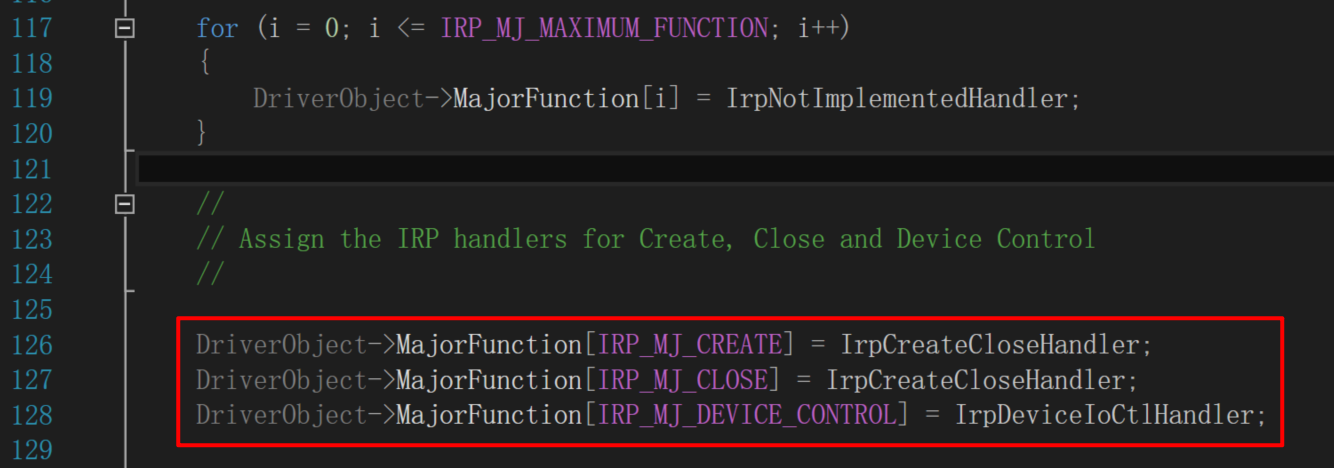 117 for (i = 0; i <= IRP_MJ_MAXIMUM_FUNCTION; i++)
118 {
119 DriverObject->MajorFunction[i] = IrpNotImplementedHandler;
120 }
121
122 //
123 // Assign the IRP handlers for Create, Close and Device Control
124 //
125
126 DriverObject->MajorFunction[IRP_MJ_CREATE] = IrpCreateCloseHandler;
127 DriverObject->MajorFunction[IRP_MJ_CLOSE] = IrpCreateCloseHandler;
128 DriverObject->MajorFunction[IRP_MJ_DEVICE_CONTROL] = IrpDeviceIoCtlHandler;
129